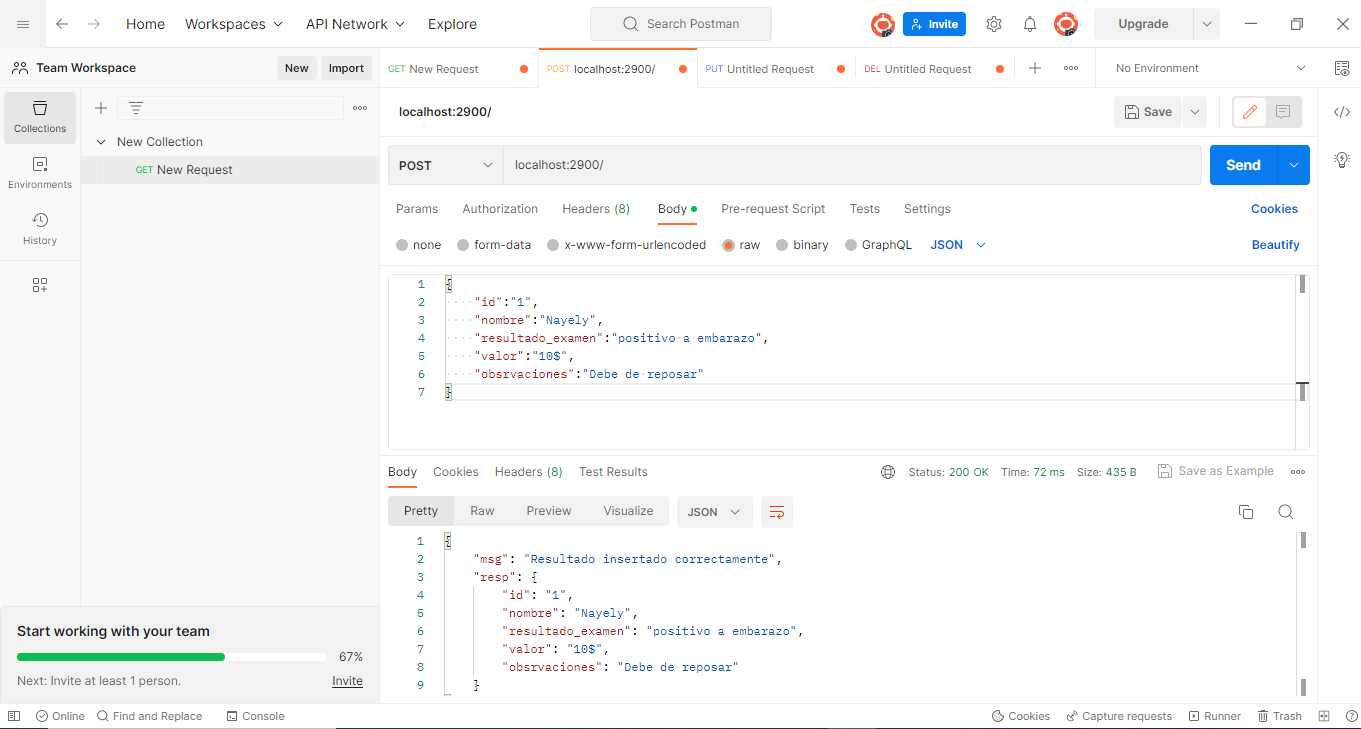 Home Workspaces API Network Explore Search Postman Invite Upgrade
Team Workspace New Import GET New Request POST localhost:2900/ PUT Untitled Request DEL Untitled Request No Environment
Collections
Environments
History
New Collection
GET New Request
localhost:2900/ Save
POST localhost:2900/ Send
Params Authorization Headers (8) Body Pre-request Script Tests Settings Cookies
none form-data x-www-form-urlencoded raw binary GraphQL JSON Beautify
1 {
2 "id":"1",
3 "nombre":"Nayely",
4 "resultado_examen":"positivo a embarazo",
5 "valor":"10$",
6 "obsrvaciones":"Debe de reposar"
7 }
Body Cookies Headers (8) Test Results Status: 200 OK Time: 72 ms Size: 435 B Save as Example
Pretty Raw Preview Visualize JSON
1 {
2 "msg": "Resultado insertado correctamente",
3 "resp": {
4 "id": "1",
5 "nombre": "Nayely",
6 "resultado_examen": "positivo a embarazo",
7 "valor": "10$",
8 "obsrvaciones": "Debe de reposar"
9 }
Start working with your team
67%
Next: Invite at least 1 person. Invite
Online Find and Replace Console Cookies Capture requests Runner Trash